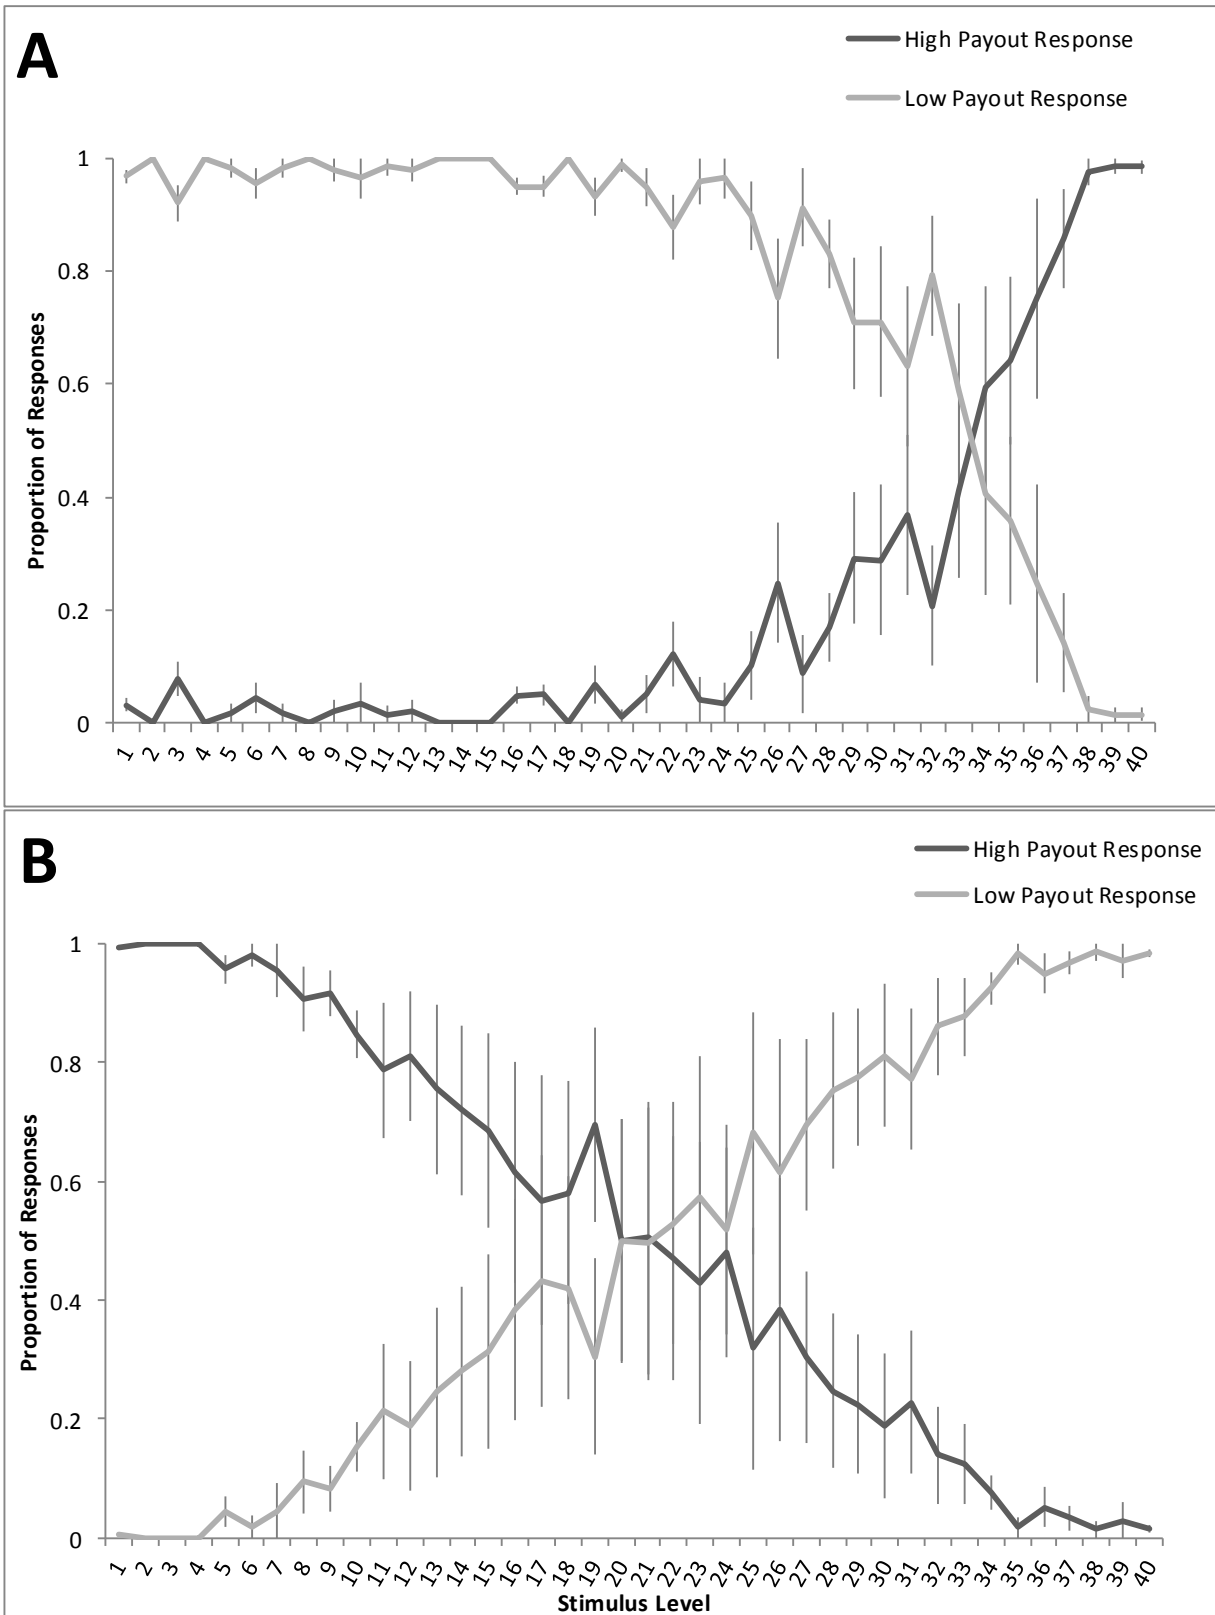 A
High Payout Response
Low Payout Response
Proportion of Responses
1
0.8
0.6
0.4
0.2
0
1 2 3 4 5 6 7 8 9 10 11 12 13 14 15 16 17 18 19 20 21 22 23 24 25 26 27 28 29 30 31 32 33 34 35 36 37 38 39 40
B
High Payout Response
Low Payout Response
Proportion of Responses
1
0.8
0.6
0.4
0.2
0
1 2 3 4 5 6 7 8 9 10 11 12 13 14 15 16 17 18 19 20 21 22 23 24 25 26 27 28 29 30 31 32 33 34 35 36 37 38 39 40
Stimulus Level